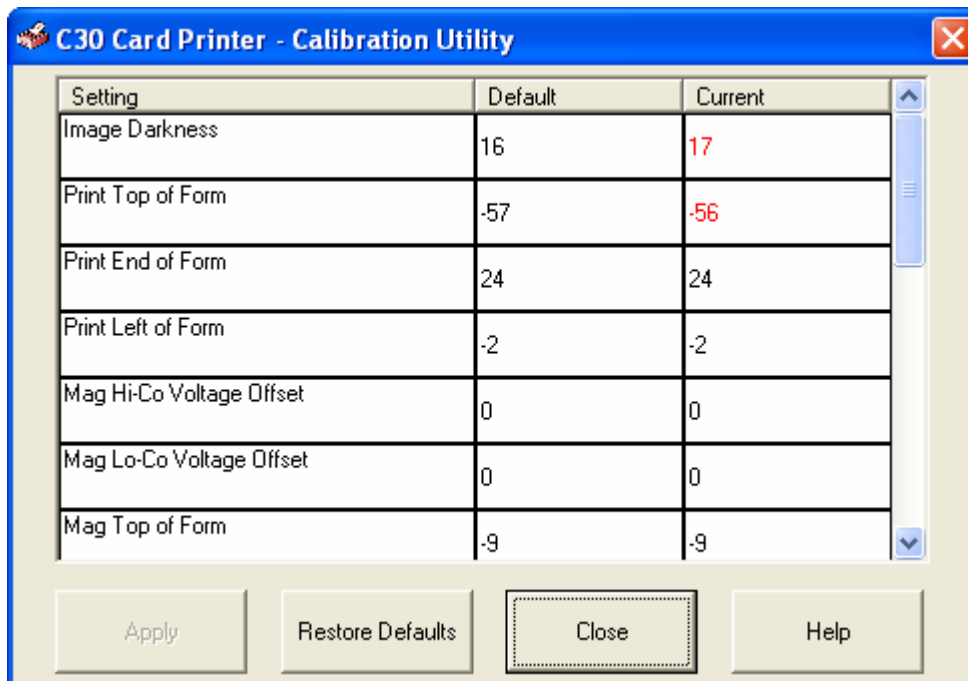 C30 Card Printer - Calibration Utility
Setting Default Current
Image Darkness 16 17
Print Top of Form -57 -56
Print End of Form 24 24
Print Left of Form -2 -2
Mag Hi-Co Voltage Offset 0 0
Mag Lo-Co Voltage Offset 0 0
Mag Top of Form -9 -9
Apply Restore Defaults Close Help